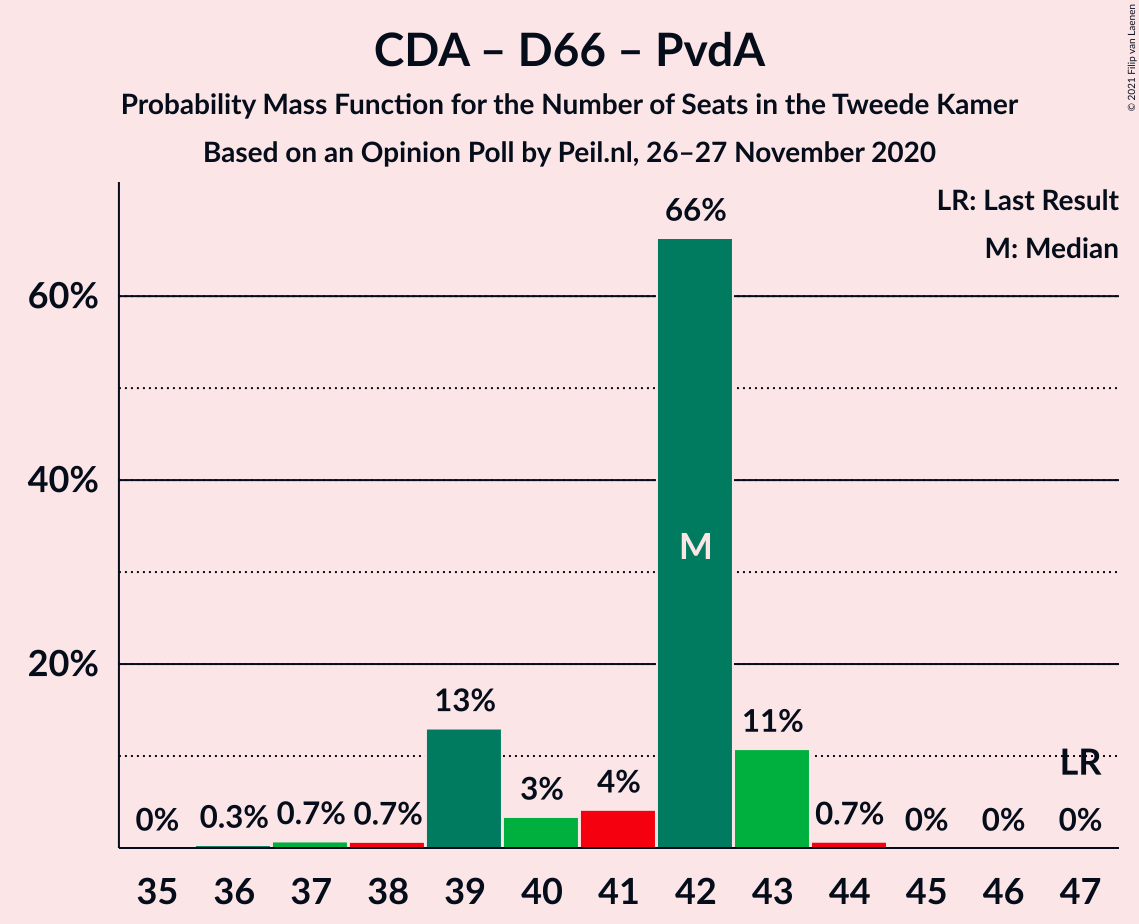 CDA – D66 – PvdA
Probability Mass Function for the Number of Seats in the Tweede Kamer
Based on an Opinion Poll by Peil.nl, 26–27 November 2020
© 2021 Filip van Laenen
LR: Last Result
M: Median
60%
40%
20%
0% 0.3% 0.7% 0.7% 13% 3% 4% 66% 11% 0.7% 0% 0% 0%
M
LR
35 36 37 38 39 40 41 42 43 44 45 46 47